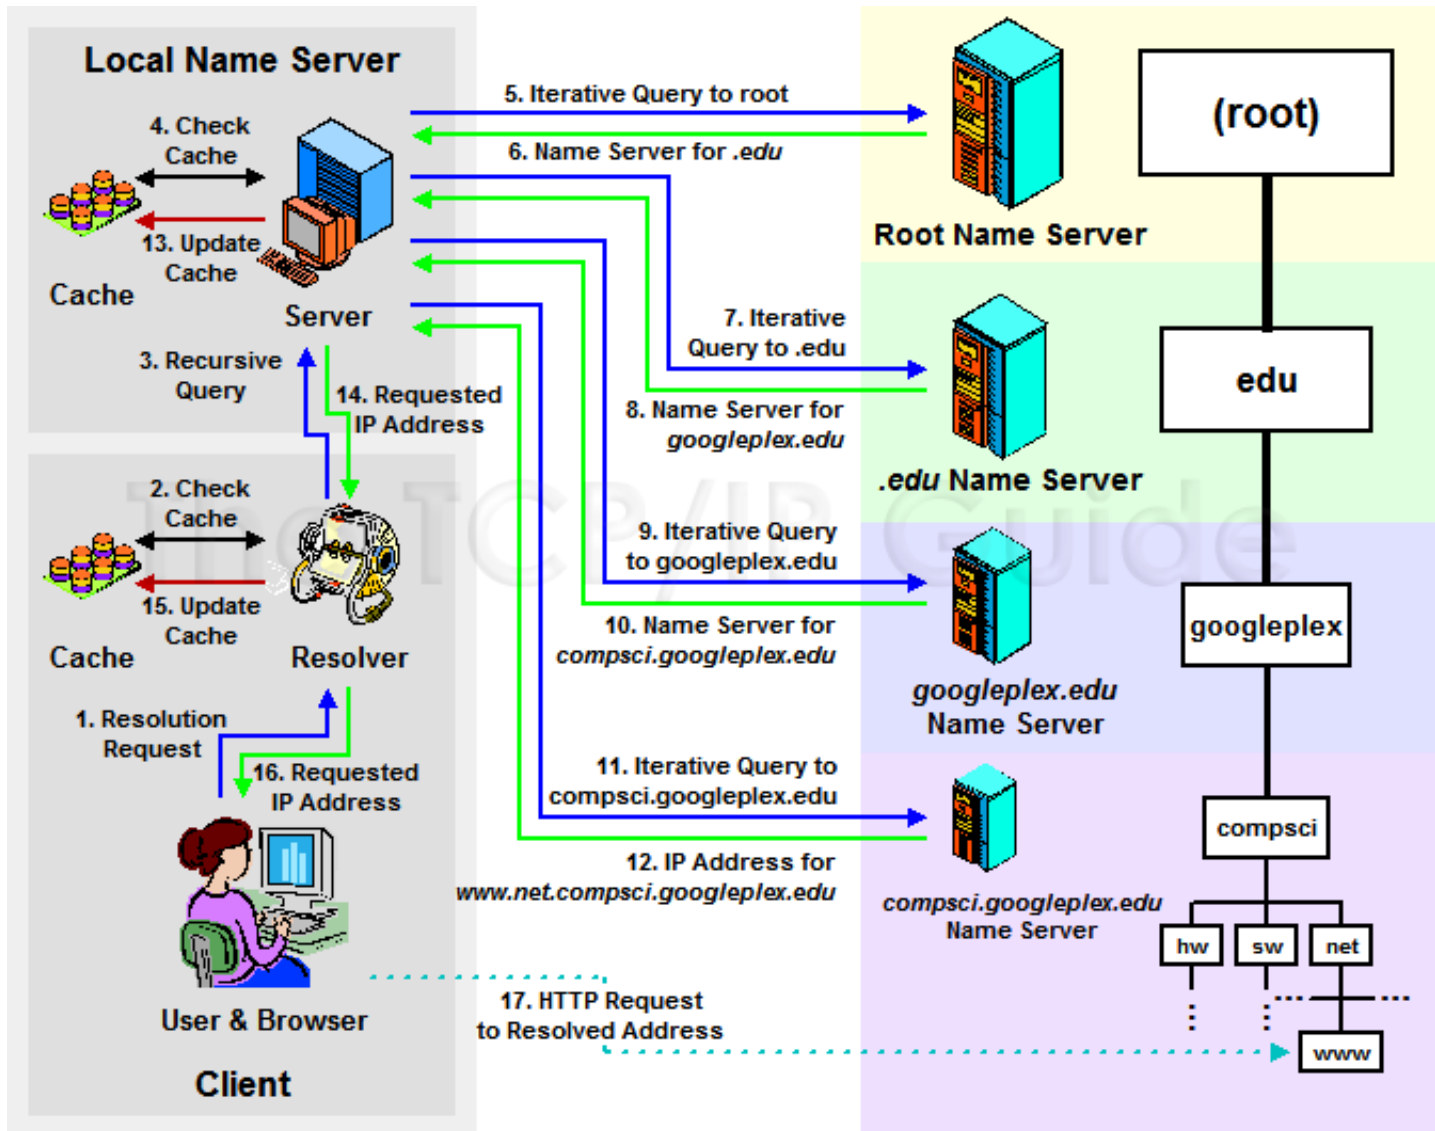 Local Name Server
4. Check
Cache
13. Update
Cache
Cache
Server
3. Recursive
Query
14. Requested
IP Address
2. Check
Cache
15. Update
Cache
Cache
Resolver
1. Resolution
Request
16. Requested
IP Address
User & Browser
Client
5. Iterative Query to root
6. Name Server for .edu
7. Iterative
Query to .edu
8. Name Server for
googleplex.edu
9. Iterative Query
to googleplex.edu
10. Name Server for
compsci.googleplex.edu
11. Iterative Query to
compsci.googleplex.edu
12. IP Address for
www.net.compsci.googleplex.edu
17. HTTP Request
to Resolved Address
Root Name Server
.edu Name Server
googleplex.edu
Name Server
compsci.googleplex.edu
Name Server
(root)
edu
googleplex
compsci
hw
sw
net
www
The TCP/IP Guide